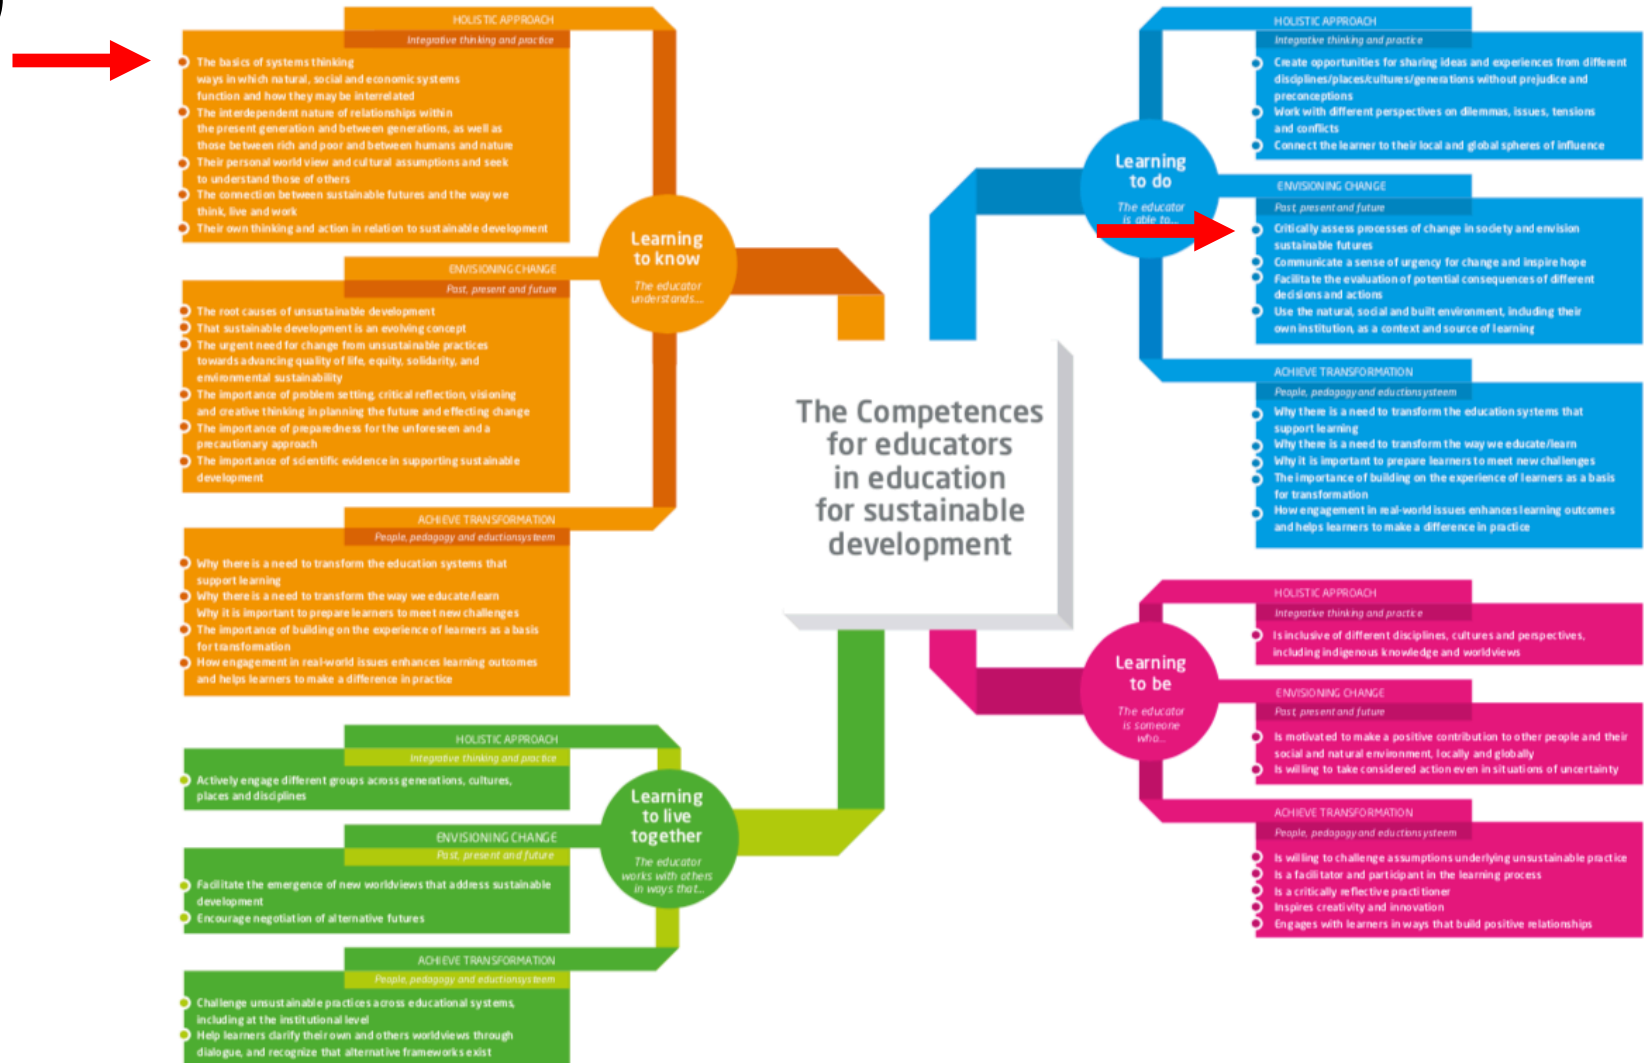 The Competences
for educators
in education
for sustainable
development
Learning
to know
The educator
understands....
HOLISTIC APPROACH
Integrative thinking and practice
The basics of systems thinking
ways in which natural, social and economic systems
function and how they may be interrelated
The interdependent nature of relationships within
the present generation and between generations, as well as
those between rich and poor and between humans and nature
Their personal world view and cultural assumptions and seek
to understand those of others
The connection between sustainable futures and the way we
think, live and work
Their own thinking and action in relation to sustainable development
ENVISIONING CHANGE
Past, present and future
The root causes of unsustainable development
That sustainable development is an evolving concept
The urgent need for change from unsustainable practices
towards advancing quality of life, equity, solidarity, and
environmental sustainability
The importance of problem setting, critical reflection, visioning
and creative thinking in planning the future and effecting change
The importance of preparedness for the unforeseen and a
precautionary approach
The importance of scientific evidence in supporting sustainable
development
ACHIEVE TRANSFORMATION
People, pedagogy and eductionsysteem
Why there is a need to transform the education systems that
support learning
Why there is a need to transform the way we educate/learn
Why it is important to prepare learners to meet new challenges
The importance of building on the experience of learners as a basis
for transformation
How engagement in real-world issues enhances learning outcomes
and helps learners to make a difference in practice
Learning
to live
together
The educator
works with others
in ways that...
HOLISTIC APPROACH
Integrative thinking and practice
Actively engage different groups across generations, cultures,
places and disciplines
ENVISIONING CHANGE
Past, present and future
Facilitate the emergence of new worldviews that address sustainable
development
Encourage negotiation of alternative futures
ACHIEVE TRANSFORMATION
People, pedagogy and eductionsysteem
Challenge unsustainable practices across educational systems,
including at the institutional level
Help learners clarify their own and others worldviews through
dialogue, and recognize that alternative frameworks exist
Learning
to do
The educator
is able to....
HOLISTIC APPROACH
Integrative thinking and practice
Create opportunities for sharing ideas and experiences from different
disciplines/places/cultures/generations without prejudice and
preconceptions
Work with different perspectives on dilemmas, issues, tensions
and conflicts
Connect the learner to their local and global spheres of influence
ENVISIONING CHANGE
Past, present and future
Critically assess processes of change in society and envision
sustainable futures
Communicate a sense of urgency for change and inspire hope
Facilitate the evaluation of potential consequences of different
decisions and actions
Use the natural, social and built environment, including their
own institution, as a context and source of learning
ACHIEVE TRANSFORMATION
People, pedagogy and eductionsysteem
Why there is a need to transform the education systems that
support learning
Why there is a need to transform the way we educate/learn
Why it is important to prepare learners to meet new challenges
The importance of building on the experience of learners as a basis
for transformation
How engagement in real-world issues enhances learning outcomes
and helps learners to make a difference in practice
Learning
to be
The educator
is someone
who...
HOLISTIC APPROACH
Integrative thinking and practice
Is inclusive of different disciplines, cultures and perspectives,
including indigenous knowledge and worldviews
ENVISIONING CHANGE
Past, present and future
Is motivated to make a positive contribution to other people and their
social and natural environment, locally and globally
Is willing to take considered action even in situations of uncertainty
ACHIEVE TRANSFORMATION
People, pedagogy and eductionsysteem
Is willing to challenge assumptions underlying unsustainable practice
Is a facilitator and participant in the learning process
Is a critically reflective practitioner
Inspires creativity and innovation
Engages with learners in ways that build positive relationships